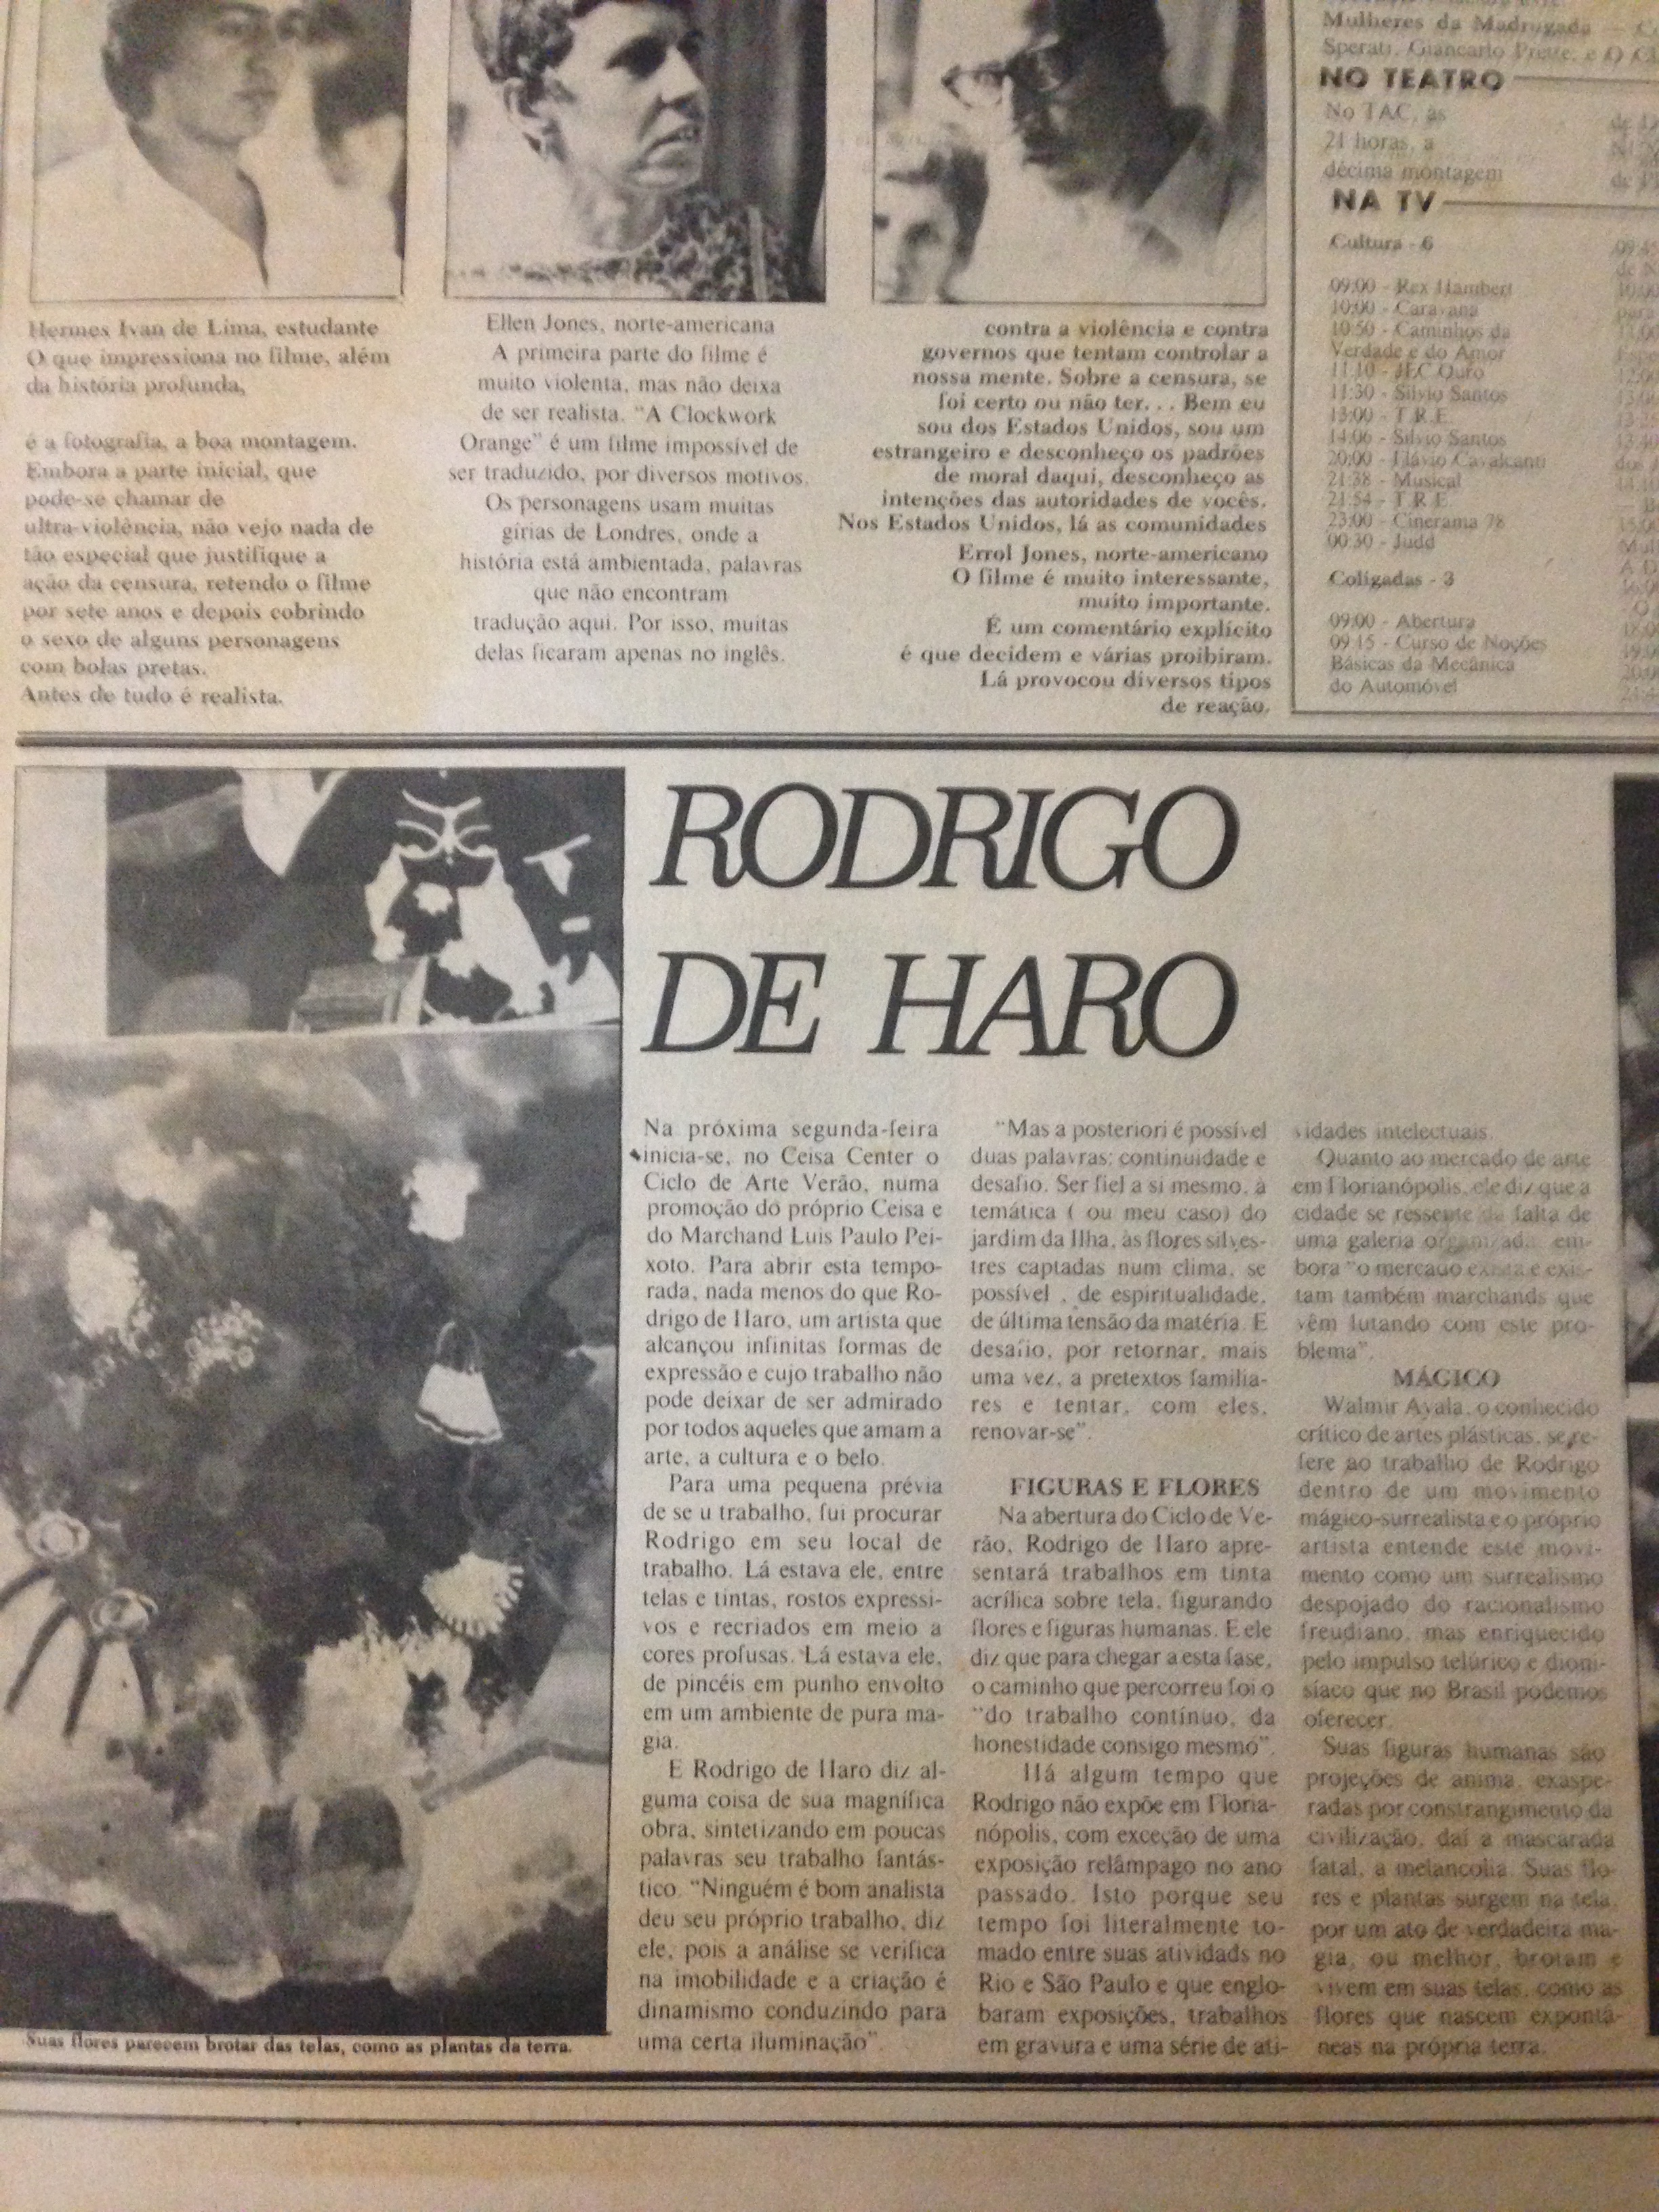 Hermes Ivan de Lima, estudante
O que impressiona no filme, além
da história profunda,
é a fotografia, a boa montagem.
Embora a parte inicial, que
pode-se chamar de
ultra-violência, não vejo nada de
tão especial que justifique a
ação da censura, retendo o filme
por sete anos e depois cobrindo
o sexo de alguns personagens
com bolas pretas.
Antes de tudo é realista.
Ellen Jones, norte-americana
A primeira parte do filme é
muito violenta, mas não deixa
de ser realista. "A Clockwork
Orange" é um filme impossível de
ser traduzido, por diversos motivos.
Os personagens usam muitas
gírias de Londres, onde a
história está ambientada, palavras
que não encontram
tradução aqui. Por isso, muitas
delas ficaram apenas no inglês.
contra a violência e contra
governos que tentam controlar a
nossa mente. Sobre a censura, se
foi certo ou não ter. . . Bem eu
sou dos Estados Unidos, sou um
estrangeiro e desconheço os padrões
de moral daqui, desconheço as
intenções das autoridades de vocês.
Nos Estados Unidos, lá as comunidades
Errol Jones, norte-americano
O filme é muito interessante,
muito importante.
É um comentário explícito
é que decidem e várias proibiram.
Lá provocou diversos tipos
de reação.
Mulheres da Madrugada —
Sperati, Giancarlo Prette, e O
NO TEATRO
No TAC, às
21 horas, a
décima montagem
NA TV
Cultura - 6
09:00 - Rex Humbert
10:00 - Caravana
10:50 - Caminhos da
Verdade e do Amor
11:10 - JEC Ouro
11:30 - Silvio Santos
13:00 - T R E
14:06 - Silvio Santos
20:00 - Flávio Cavalcanti
21:38 - Musical
21:54 - T R E
23:00 - Cinerama 78
00:30 - Judd
Coligadas - 3
09:00 - Abertura
09 15 - Curso de Noções
Básicas da Mecânica
do Automóvel
RODRIGO
DE HARO
Na próxima segunda-feira
inicia-se, no Ceisa Center o
Ciclo de Arte Verão, numa
promoção do próprio Ceisa e
do Marchand Luis Paulo Pei-
xoto. Para abrir esta tempo-
rada, nada menos do que Ro-
drigo de Haro, um artista que
alcançou infinitas formas de
expressão e cujo trabalho não
pode deixar de ser admirado
por todos aqueles que amam a
arte, a cultura e o belo.
Para uma pequena prévia
de se u trabalho, fui procurar
Rodrigo em seu local de
trabalho. Lá estava ele, entre
telas e tintas, rostos expressi-
vos e recriados em meio a
cores profusas. Lá estava ele,
de pincéis em punho envolto
em um ambiente de pura ma-
gia.
E Rodrigo de Haro diz al-
guma coisa de sua magnífica
obra, sintetizando em poucas
palavras seu trabalho fantás-
tico. "Ninguém é bom analista
deu seu próprio trabalho, diz
ele, pois a análise se verifica
na imobilidade e a criação é
dinamismo conduzindo para
uma certa iluminação".
"Mas a posteriori é possível
duas palavras: continuidade e
desafio. Ser fiel a si mesmo, à
temática ( ou meu caso) do
jardim da Ilha, às flores silves-
tres captadas num clima, se
possível , de espiritualidade,
de última tensão da matéria. E
desafio, por retornar, mais
uma vez, a pretextos familia-
res e tentar, com eles,
renovar-se".
FIGURAS E FLORES
Na abertura do Ciclo de Ve-
rão, Rodrigo de Haro apre-
sentará trabalhos em tinta
acrílica sobre tela, figurando
flores e figuras humanas. E ele
diz que para chegar a esta fase,
o caminho que percorreu foi o
"do trabalho contínuo, da
honestidade consigo mesmo".
Há algum tempo que
Rodrigo não expõe em Floria-
nópolis, com exceção de uma
exposição relâmpago no ano
passado. Isto porque seu
tempo foi literalmente to-
mado entre suas atividads no
Rio e São Paulo e que englo-
baram exposições, trabalhos
em gravura e uma série de ati-
vidades intelectuais.
Quanto ao mercado de arte
em Florianópolis, ele diz que a
cidade se ressente da falta de
uma galeria organizada, em-
bora "o mercado exista e exis-
tam também marchands que
vêm lutando com este pro-
blema".
MÁGICO
Walmir Ayala, o conhecido
crítico de artes plásticas, se re-
fere ao trabalho de Rodrigo
dentro de um movimento
mágico-surrealista e o próprio
artista entende este movi-
mento como um surrealismo
despojado do racionalismo
freudiano, mas enriquecido
pelo impulso telúrico e dioni-
síaco que no Brasil podemos
oferecer.
Suas figuras humanas são
projeções de anima, exaspe-
radas por constrangimento da
civilização, daí a mascarada
fatal, a melancolia. Suas flo-
res e plantas surgem na tela,
por um ato de verdadeira ma-
gia, ou melhor, brotam e
vivem em suas telas, como as
flores que nascem expontâ-
neas na própria terra.
Suas flores parecem brotar das telas, como as plantas da terra.